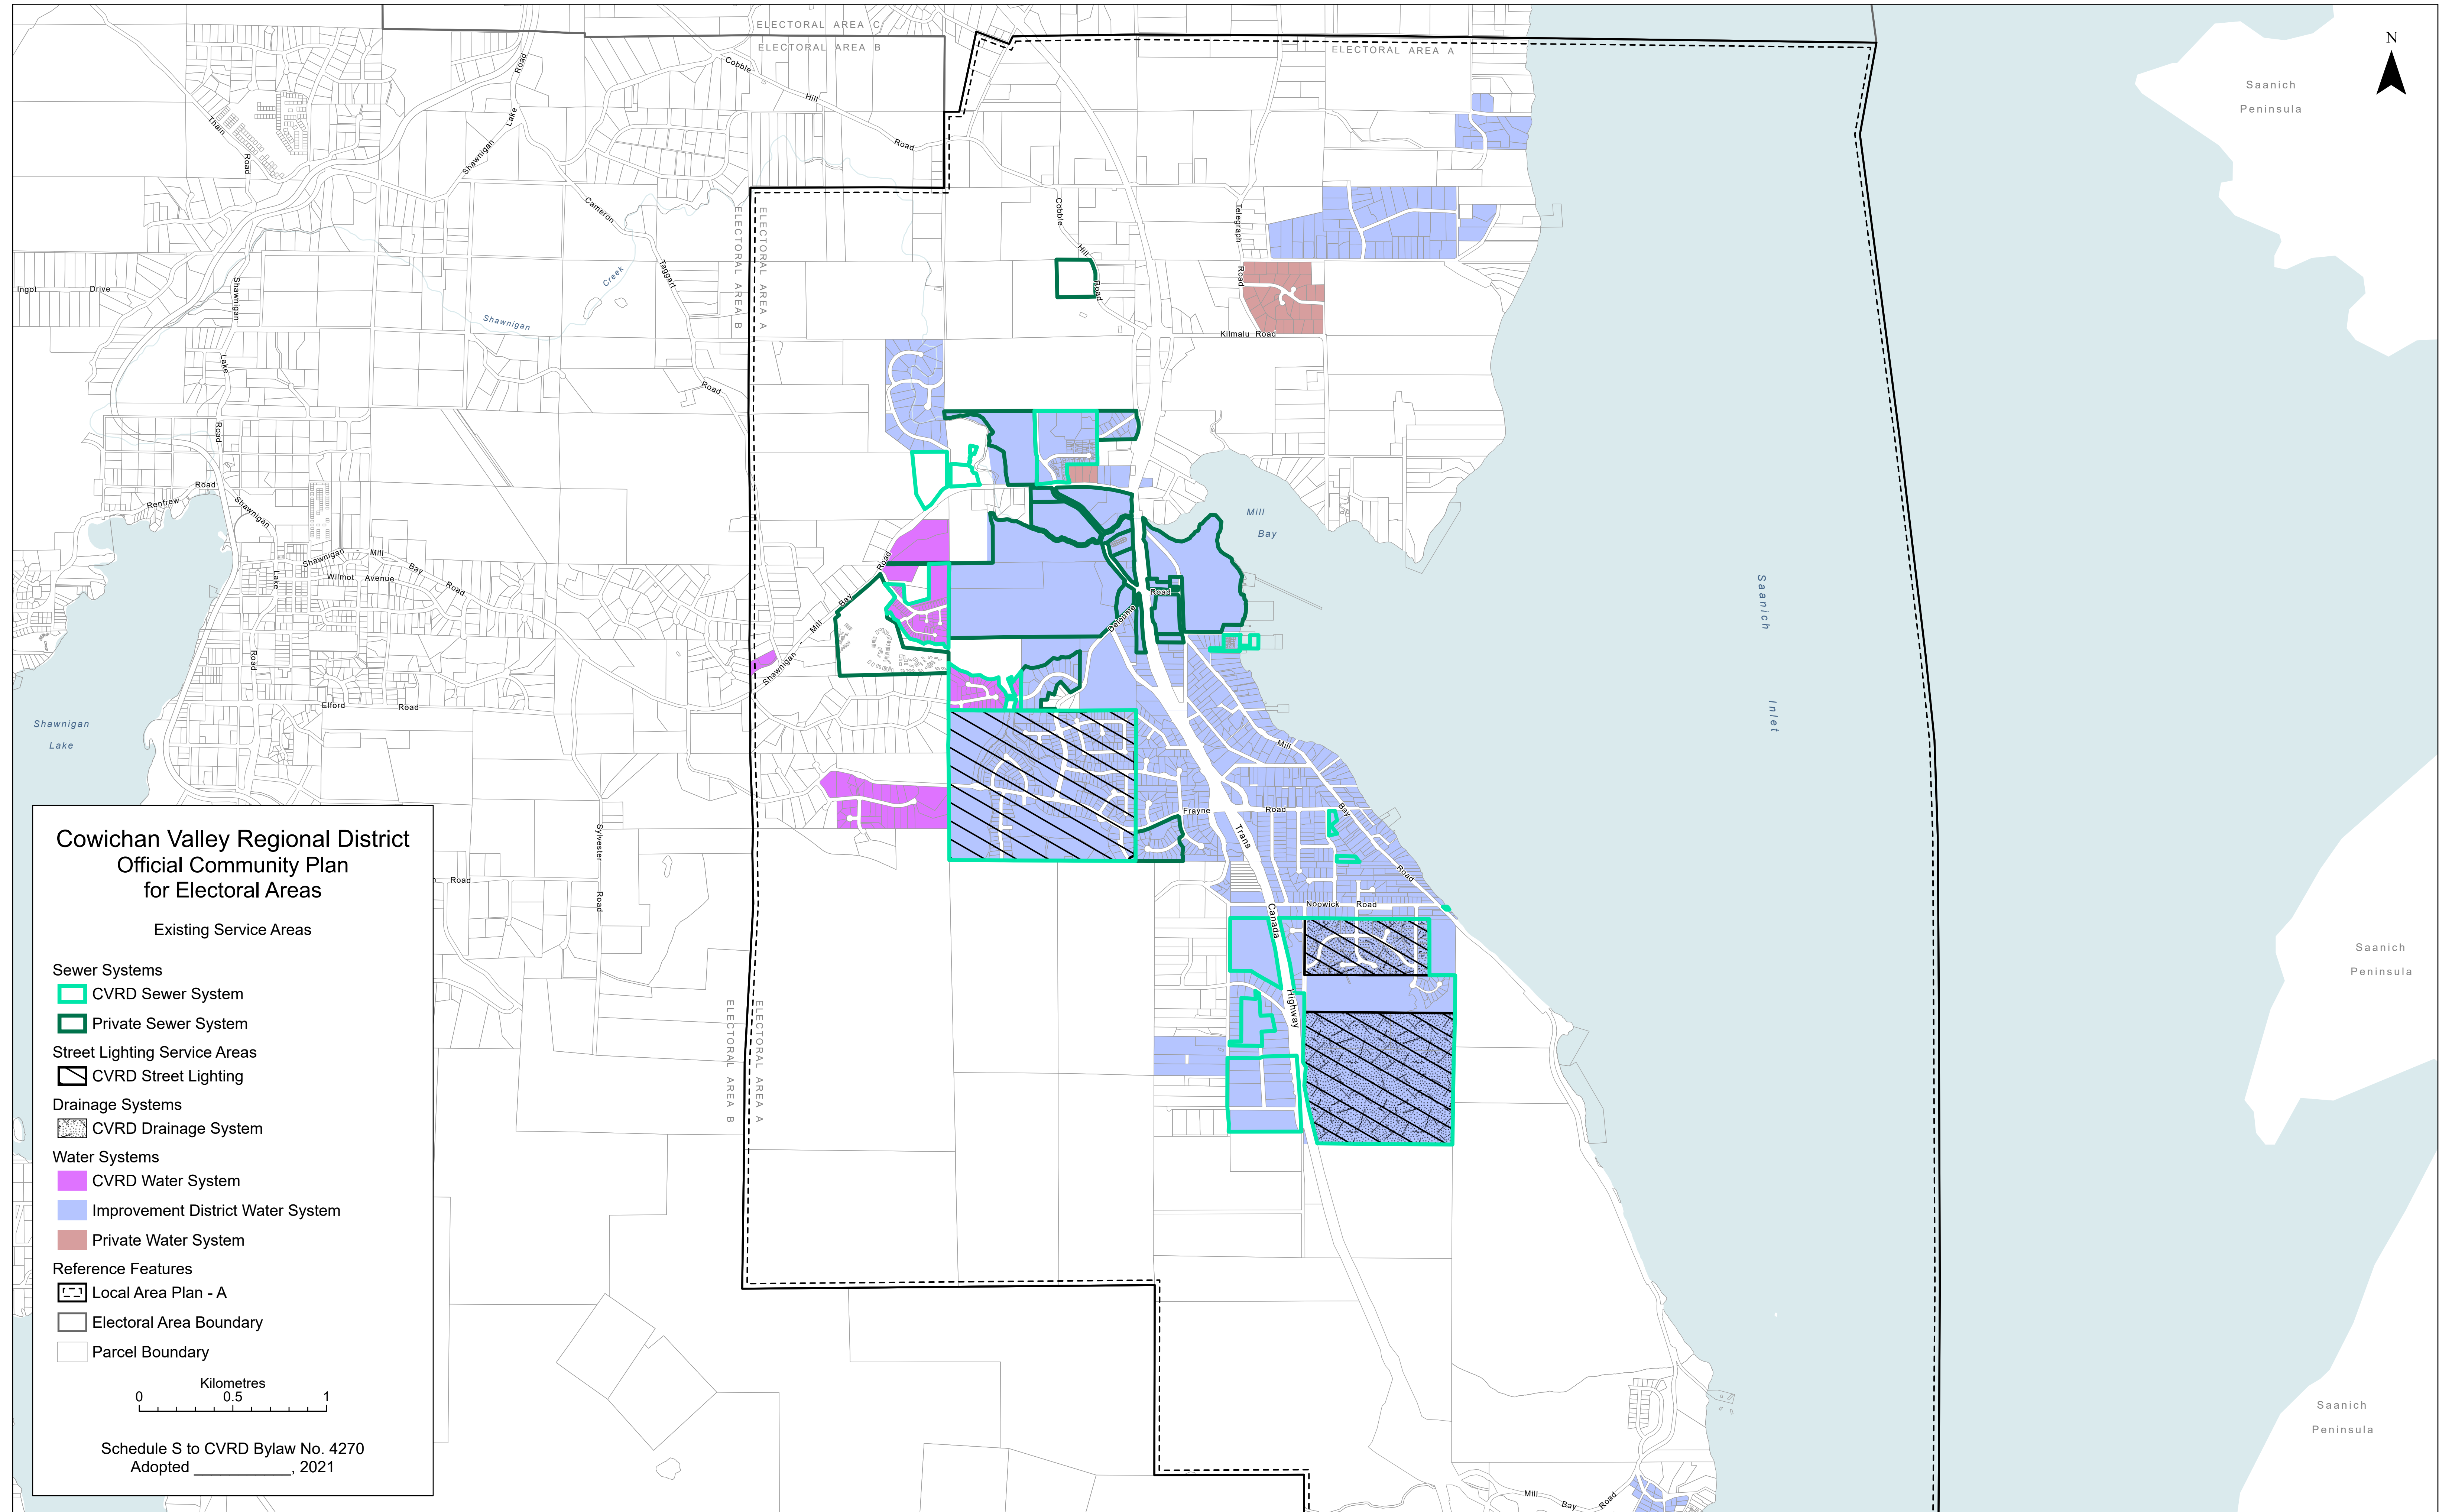 ELECTORAL AREA C
ELECTORAL AREA B
ELECTORAL AREA A
N
Saanich
Peninsula
Cobble
Hill
Road
Road
Lake
Shawnigan
Thain
Road
Cameron
Taggart
Road
Creek
Shawnigan
ELECTORAL AREA B
ELECTORAL AREA A
Cobble
Hill
Road
Telegraph
Road
Kilmalu Road
Ingot Drive
Shawnigan
Lake
Road
Renfrew Road
Shawnigan
Lake
Road
Shawnigan - Mill Bay Road
Wilmot Avenue
Elford Road
Shawnigan
Lake
Shawnigan - Mill Bay Road
Deloume
Road
Mill
Bay
Saanich
Inlet
Mill
Bay
Road
Frayne Road
Trans
Canada
Highway
Noowick Road
Sylvester
Road
Road
ELECTORAL AREA B
ELECTORAL AREA A
Saanich
Peninsula
Saanich
Peninsula
Mill Bay Road
Cowichan Valley Regional District
Official Community Plan
for Electoral Areas
Existing Service Areas
Sewer Systems
CVRD Sewer System
Private Sewer System
Street Lighting Service Areas
CVRD Street Lighting
Drainage Systems
CVRD Drainage System
Water Systems
CVRD Water System
Improvement District Water System
Private Water System
Reference Features
Local Area Plan - A
Electoral Area Boundary
Parcel Boundary
Kilometres
0 0.5 1
Schedule S to CVRD Bylaw No. 4270
Adopted ___________, 2021